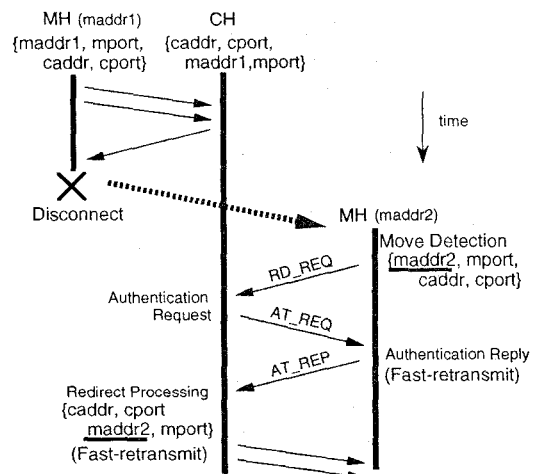 MH (maddr1)
{maddr1, mport,
caddr, cport}
CH
{caddr, cport,
maddr1,mport}
time
Disconnect
MH (maddr2)
Move Detection
{maddr2, mport,
caddr, cport}
RD_REQ
Authentication
Request
AT_REQ
AT_REP
Authentication Reply
(Fast-retransmit)
Redirect Processing
{caddr, cport
maddr2, mport}
(Fast-retransmit)